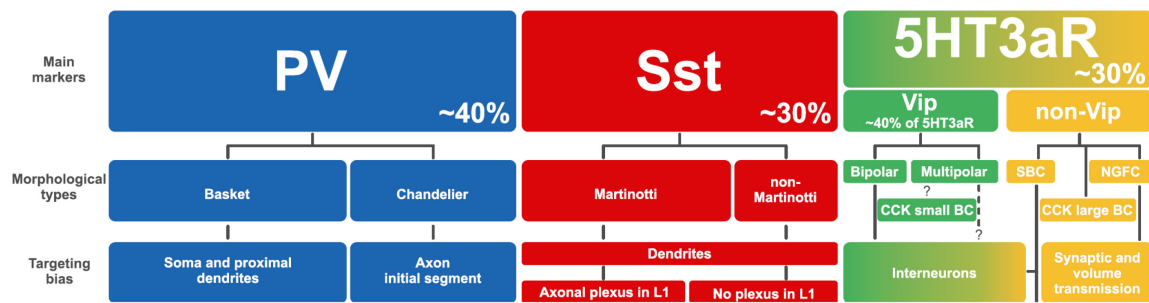 Main
markers
PV
~40%
Sst
~30%
5HT3aR
~30%
Vip
~40% of 5HT3aR
non-Vip
Morphological
types
Basket
Chandelier
Martinotti
non-
Martinotti
Bipolar
Multipolar
SBC
NGFC
?
CCK small BC
CCK large BC
?
Targeting
bias
Soma and proximal
dendrites
Axon
initial segment
Dendrites
Axonal plexus in L1
No plexus in L1
Interneurons
Synaptic and
volume
transmission